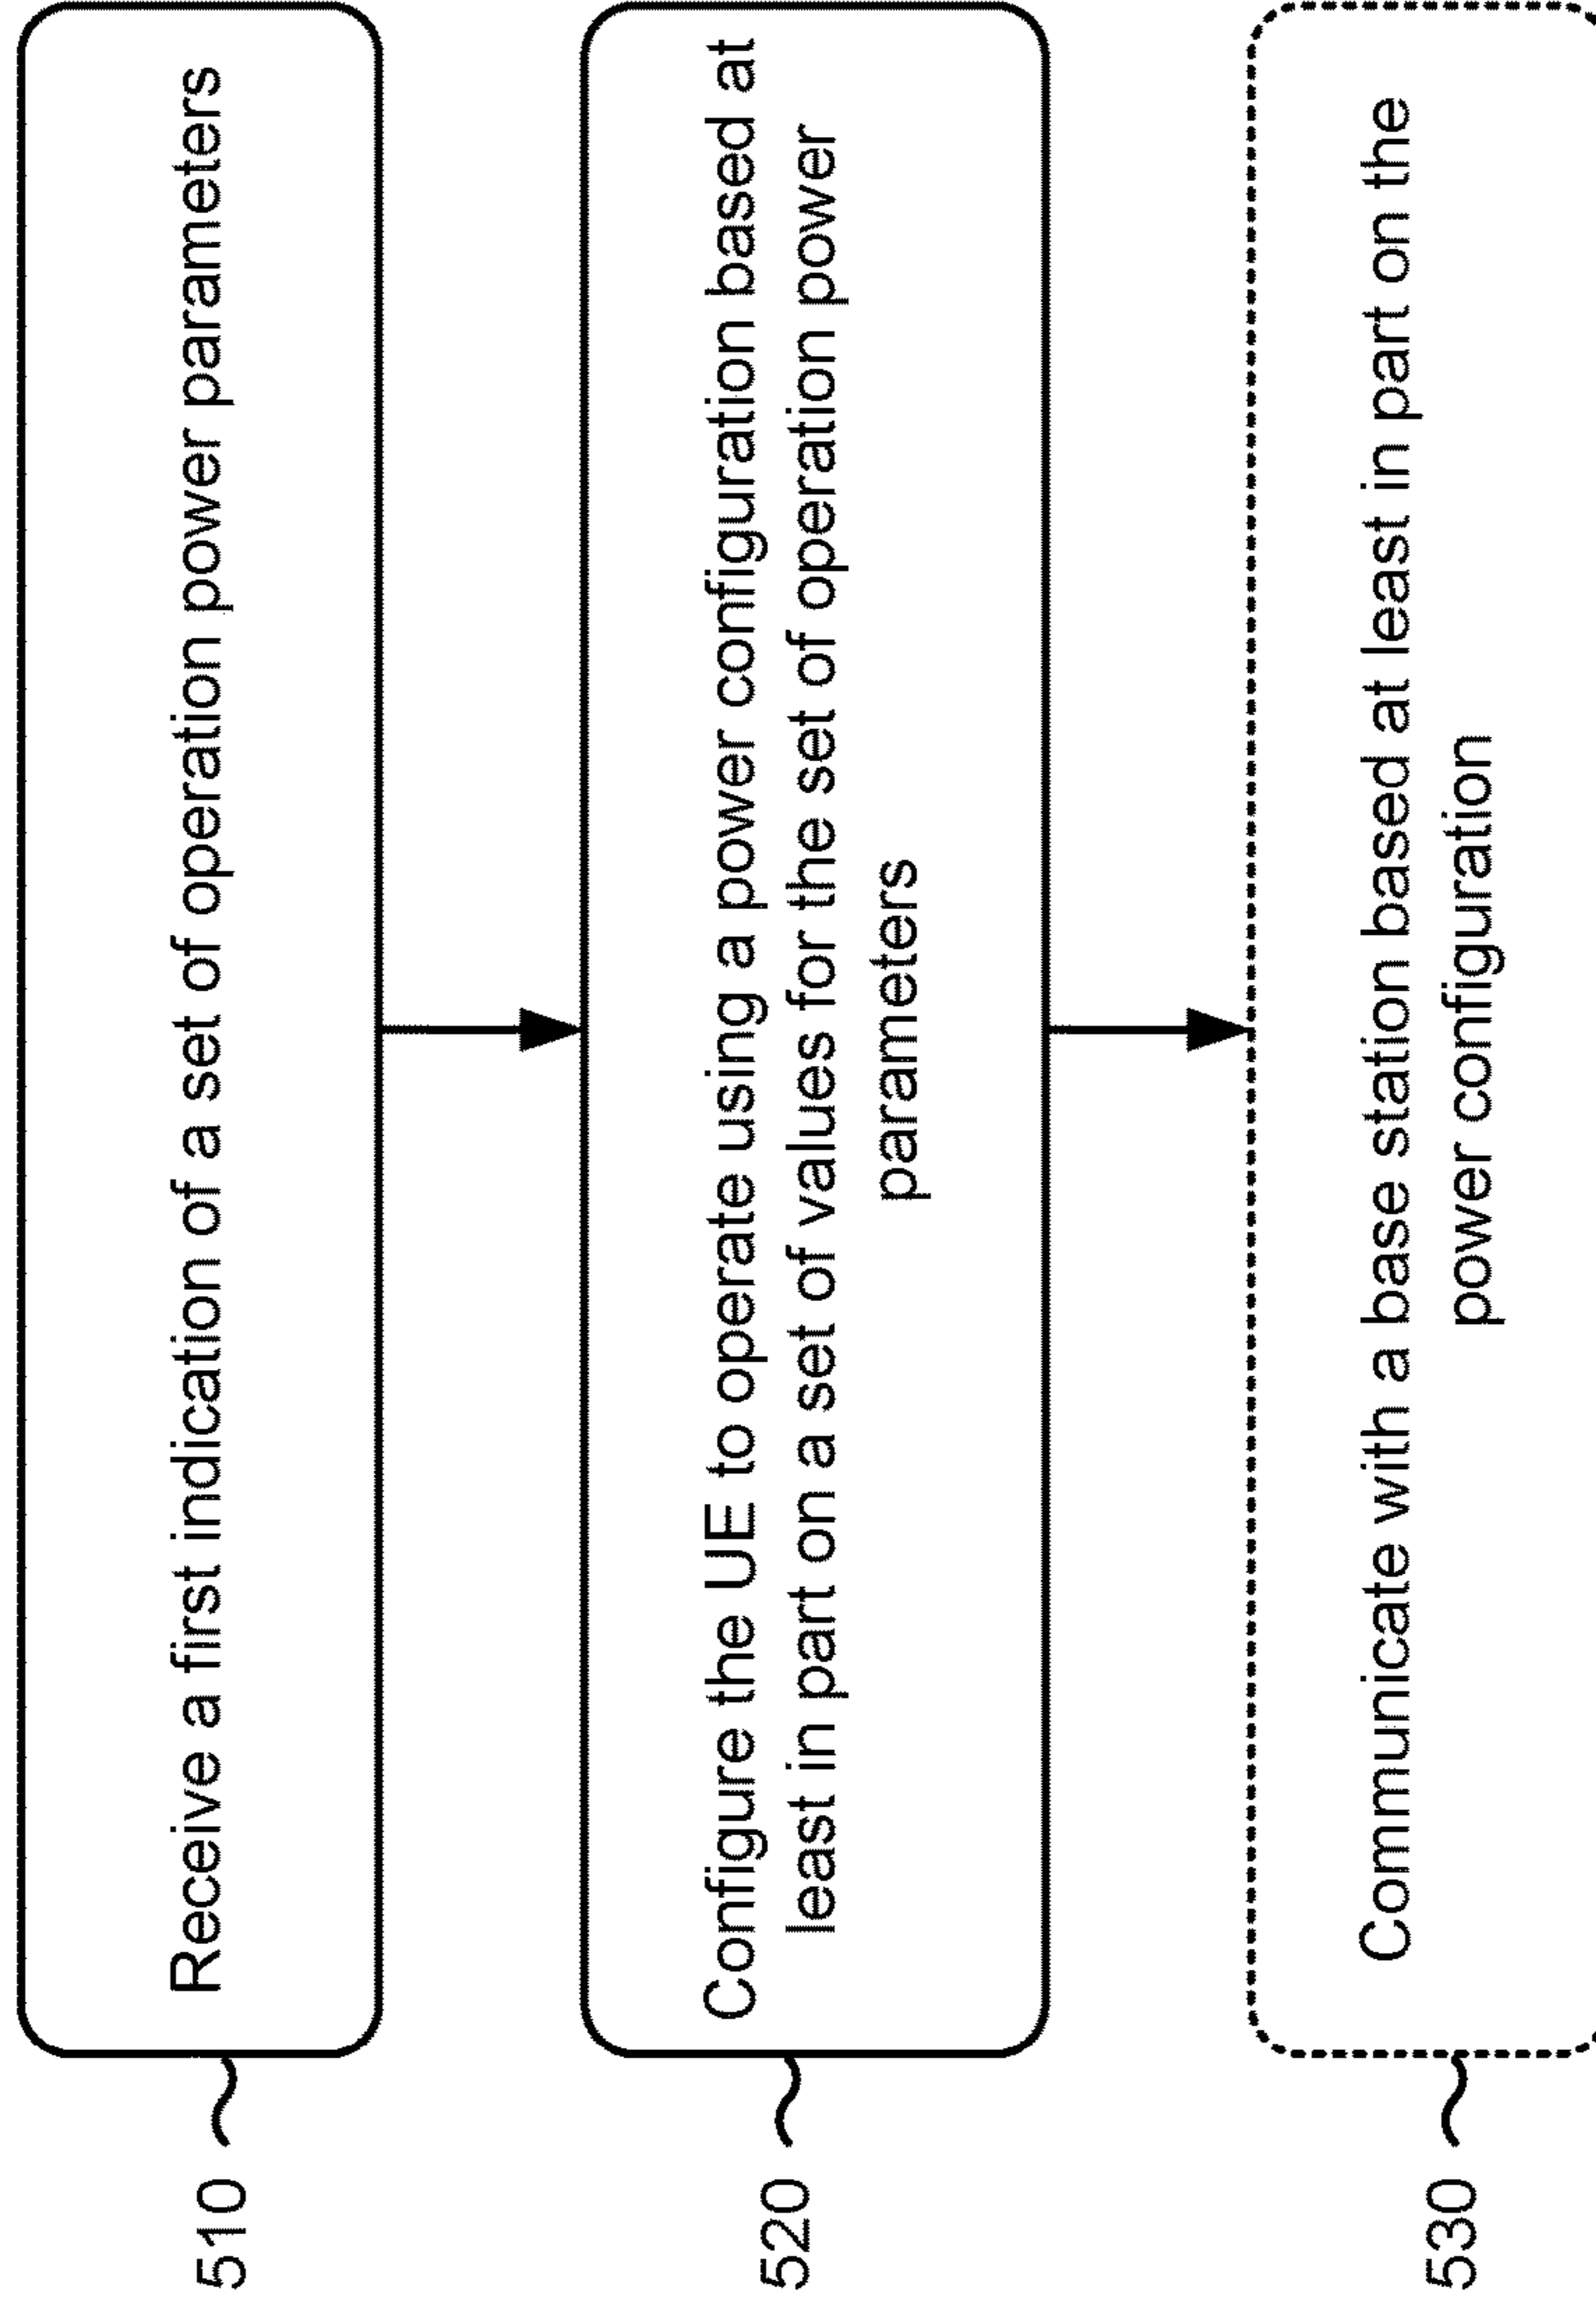 510
Receive a first indication of a set of operation power parameters
520
Configure the UE to operate using a power configuration based at
least in part on a set of values for the set of operation power
parameters
530
Communicate with a base station based at least in part on the
power configuration